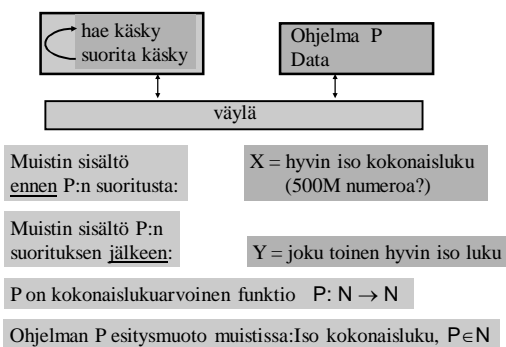 hae käsky
suorita käsky
Ohjelma P
Data
väylä
Muistin sisältö
ennen P:n suoritusta:
X = hyvin iso kokonaisluku
(500M numeroa?)
Muistin sisältö P:n
suorituksen jälkeen:
Y = joku toinen hyvin iso luku
P on kokonaislukuarvoinen funktio P: N → N
Ohjelman P esitysmuoto muistissa:Iso kokonaisluku, P∈N